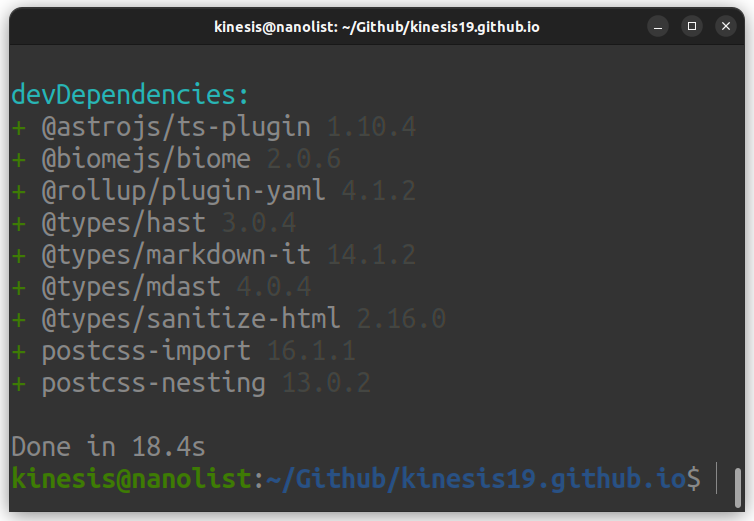 kinesis@nanolist: ~/Github/kinesis19.github.io
devDependencies:
+ @astrojs/ts-plugin 1.10.4
+ @biomejs/biome 2.0.6
+ @rollup/plugin-yaml 4.1.2
+ @types/hast 3.0.4
+ @types/markdown-it 14.1.2
+ @types/mdast 4.0.4
+ @types/sanitize-html 2.16.0
+ postcss-import 16.1.1
+ postcss-nesting 13.0.2
Done in 18.4s
kinesis@nanolist:~/Github/kinesis19.github.io$